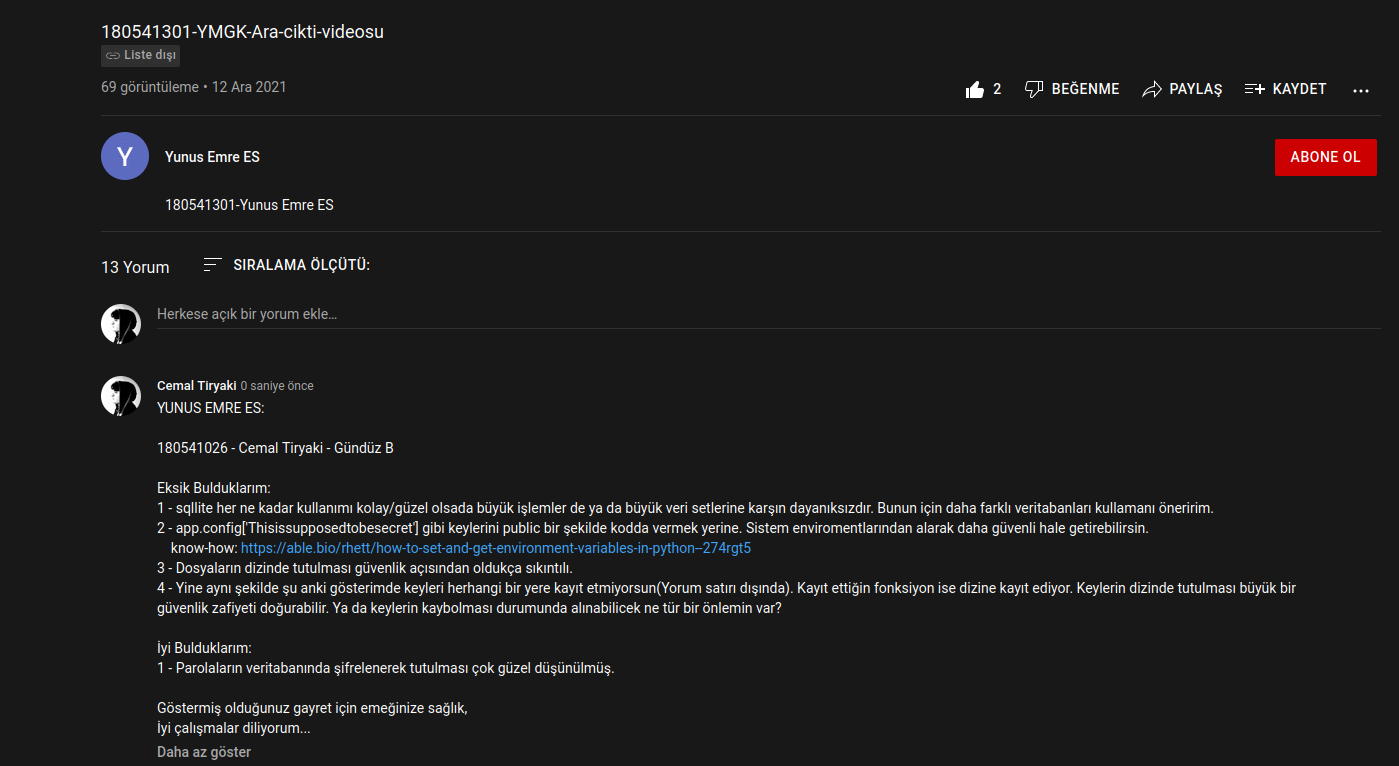 180541301-YMGK-Ara-cikti-videosu
Liste dışı
69 görüntüleme • 12 Ara 2021
2 BEĞENME PAYLAŞ KAYDET ...
Y
Yunus Emre ES
ABONE OL
180541301-Yunus Emre ES
13 Yorum SIRALAMA ÖLÇÜTÜ:
Herkese açık bir yorum ekle...
Cemal Tiryaki 0 saniye önce
YUNUS EMRE ES:
180541026 - Cemal Tiryaki - Gündüz B
Eksik Bulduklarım:
1 - sqllite her ne kadar kullanımı kolay/güzel olsada büyük işlemler de ya da büyük veri setlerine karşın dayanıksızdır. Bunun için daha farklı veritabanları kullamanı öneririm.
2 - app.config['Thisissupposedtobesecret'] gibi keylerini public bir şekilde kodda vermek yerine. Sistem enviromentlarından alarak daha güvenli hale getirebilirsin.
know-how: https://able.bio/rhett/how-to-set-and-get-environment-variables-in-python--274rgt5
3 - Dosyaların dizinde tutulması güvenlik açısından oldukça sıkıntılı.
4 - Yine aynı şekilde şu anki gösterimde keyleri herhangi bir yere kayıt etmiyorsun(Yorum satırı dışında). Kayıt ettiğin fonksiyon ise dizine kayıt ediyor. Keylerin dizinde tutulması büyük bir
güvenlik zafiyeti doğurabilir. Ya da keylerin kaybolması durumunda alınabilicek ne tür bir önlemin var?
İyi Bulduklarım:
1 - Parolaların veritabanında şifrelenerek tutulması çok güzel düşünülmüş.
Göstermiş olduğunuz gayret için emeğinize sağlık,
İyi çalışmalar diliyorum...
Daha az göster